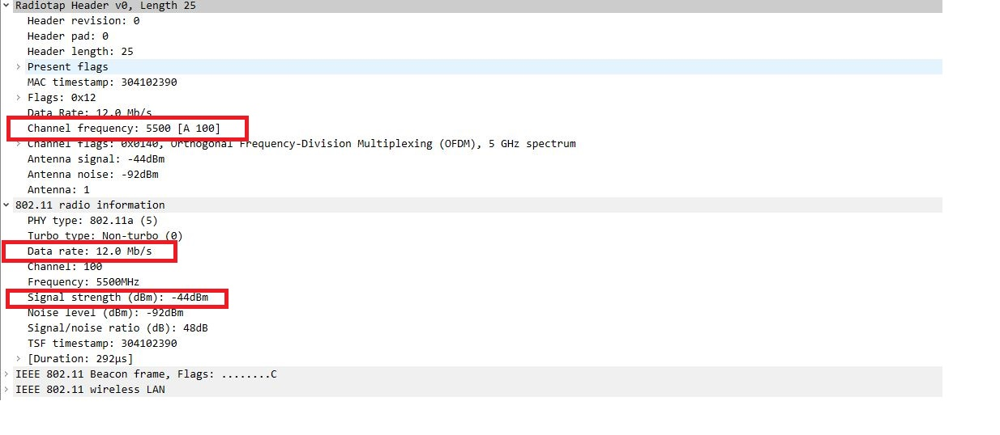 Radiotap Header v0, Length 25
Header revision: 0
Header pad: 0
Header length: 25
Present flags
MAC timestamp: 304102390
Flags: 0x12
Data Rate: 12.0 Mb/s
Channel frequency: 5500 [A 100]
Channel flags: 0x0140, Orthogonal Frequency-Division Multiplexing (OFDM), 5 GHz spectrum
Antenna signal: -44dBm
Antenna noise: -92dBm
Antenna: 1
802.11 radio information
PHY type: 802.11a (5)
Turbo type: Non-turbo (0)
Data rate: 12.0 Mb/s
Channel: 100
Frequency: 5500MHz
Signal strength (dBm): -44dBm
Noise level (dBm): -92dBm
Signal/noise ratio (dB): 48dB
TSF timestamp: 304102390
[Duration: 292µs]
IEEE 802.11 Beacon frame, Flags: ........C
IEEE 802.11 wireless LAN